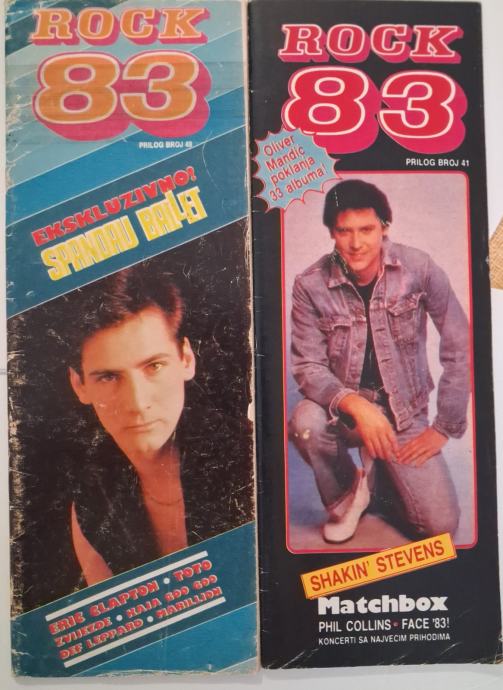 ROCK
83
PRILOG BROJ 48
EKSKLUZIVNO!
SPANDAU BALLET
ERIC CLAPTON • TOTO
ZVIJEZDE • KAJA GOO GOO
DEF LEPPARD • MARILLION
ROCK
83
PRILOG BROJ 41
Oliver
Mandić
poklanja
33 albuma!
SHAKIN' STEVENS
Matchbox
PHIL COLLINS • FACE '83!
KONCERTI SA NAJVEĆIM PRIHODIMA